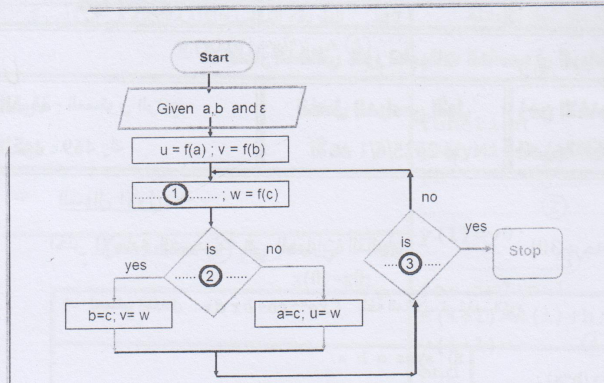 Start
Given a,b and ε
u = f(a) ; v = f(b)
...1......... ; w = f(c)
is
...2......
yes
no
b=c; v= w
a=c; u= w
is
...3......
no
yes
Stop